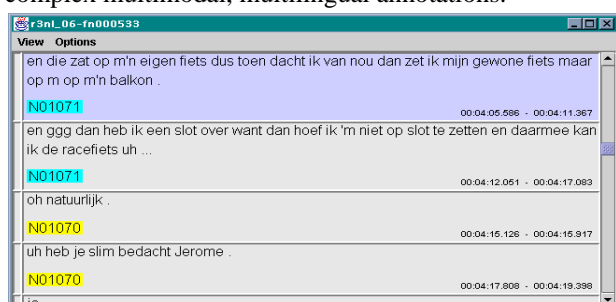 complex multimodal, multilingual annotations.
r3nl_06-fn000533
View Options
en die zat op m'n eigen fiets dus toen dacht ik van nou dan zet ik mijn gewone fiets maar
op m op m'n balkon .
N01071
00:04:05.586 - 00:04:11.367
en ggg dan heb ik een slot over want dan hoef ik 'm niet op slot te zetten en daarmee kan
ik de racefiets uh ...
N01071
00:04:12.051 - 00:04:17.083
oh natuurlijk .
N01070
00:04:15.126 - 00:04:15.917
uh heb je slim bedacht Jerome .
N01070
00:04:17.808 - 00:04:19.398